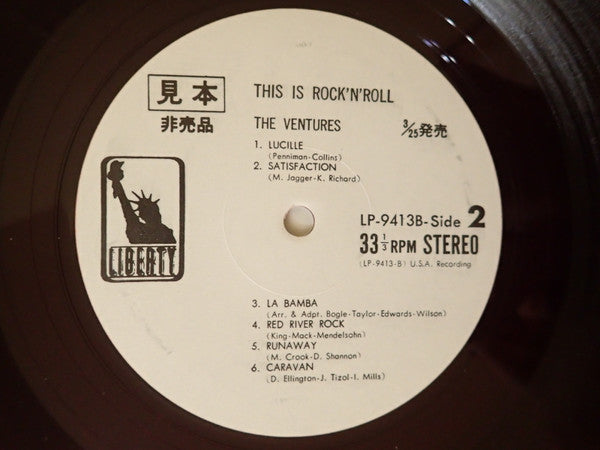 見本
非売品
THIS IS ROCK'N'ROLL
THE VENTURES
3/25発売
1. LUCILLE
(Penniman-Collins)
2. SATISFACTION
(M. Jagger-K. Richard)
LIBERTY
LP-9413B-Side 2
33 1/3 RPM STEREO
(LP-9413-B) U.S.A. Recording
3. LA BAMBA
(Arr. & Adpt. Bogle-Taylor-Edwards-Wilson)
4. RED RIVER ROCK
(King-Mack-Mendelsohn)
5. RUNAWAY
(M. Crook-D. Shannon)
6. CARAVAN
(D. Ellington-J. Tizol-I. Mills)